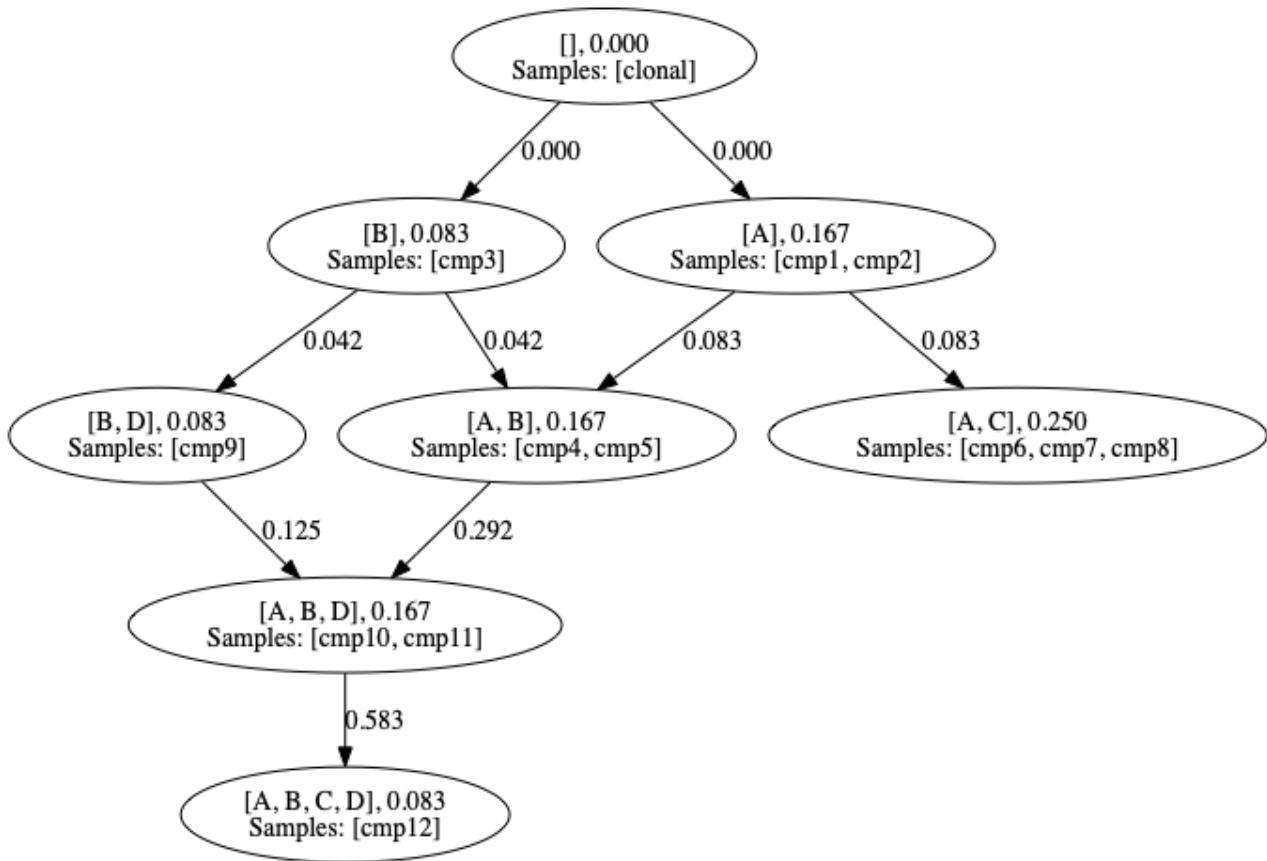 [], 0.000
Samples: [clonal]
0.000
0.000
[B], 0.083
Samples: [cmp3]
[A], 0.167
Samples: [cmp1, cmp2]
0.042
0.042
0.083
0.083
[B, D], 0.083
Samples: [cmp9]
[A, B], 0.167
Samples: [cmp4, cmp5]
[A, C], 0.250
Samples: [cmp6, cmp7, cmp8]
0.125
0.292
[A, B, D], 0.167
Samples: [cmp10, cmp11]
0.583
[A, B, C, D], 0.083
Samples: [cmp12]